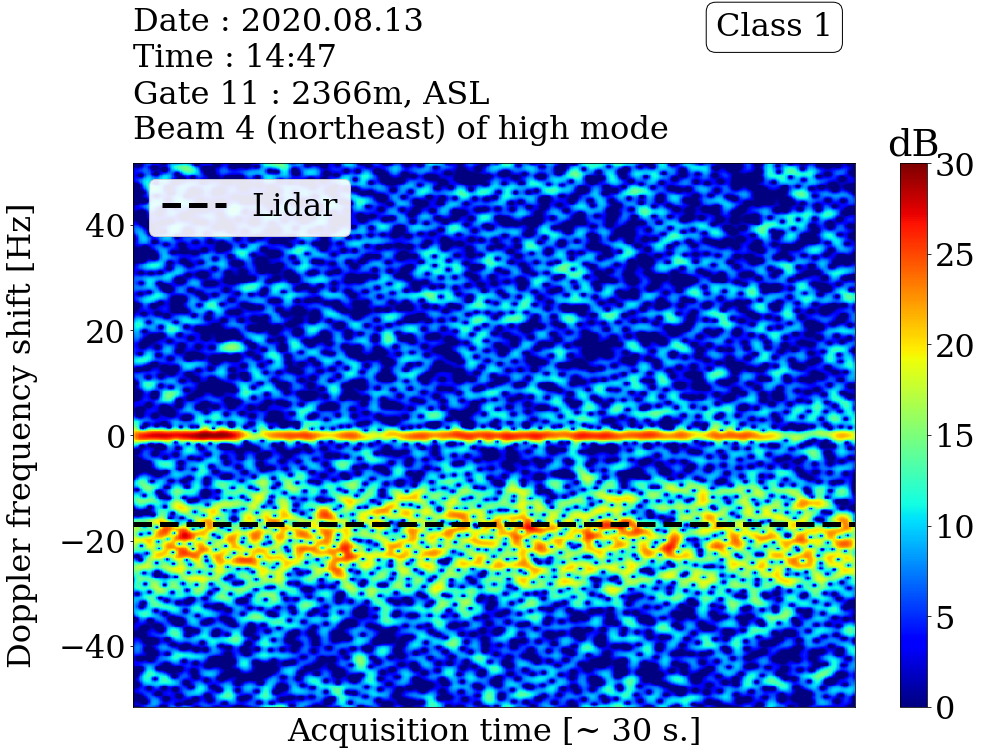 Date : 2020.08.13
Time : 14:47
Gate 11 : 2366m, ASL
Beam 4 (northeast) of high mode
Class 1
dB
Lidar
Doppler frequency shift [Hz]
40
20
0
−20
−40
30
25
20
15
10
5
0
Acquisition time [~ 30 s.]